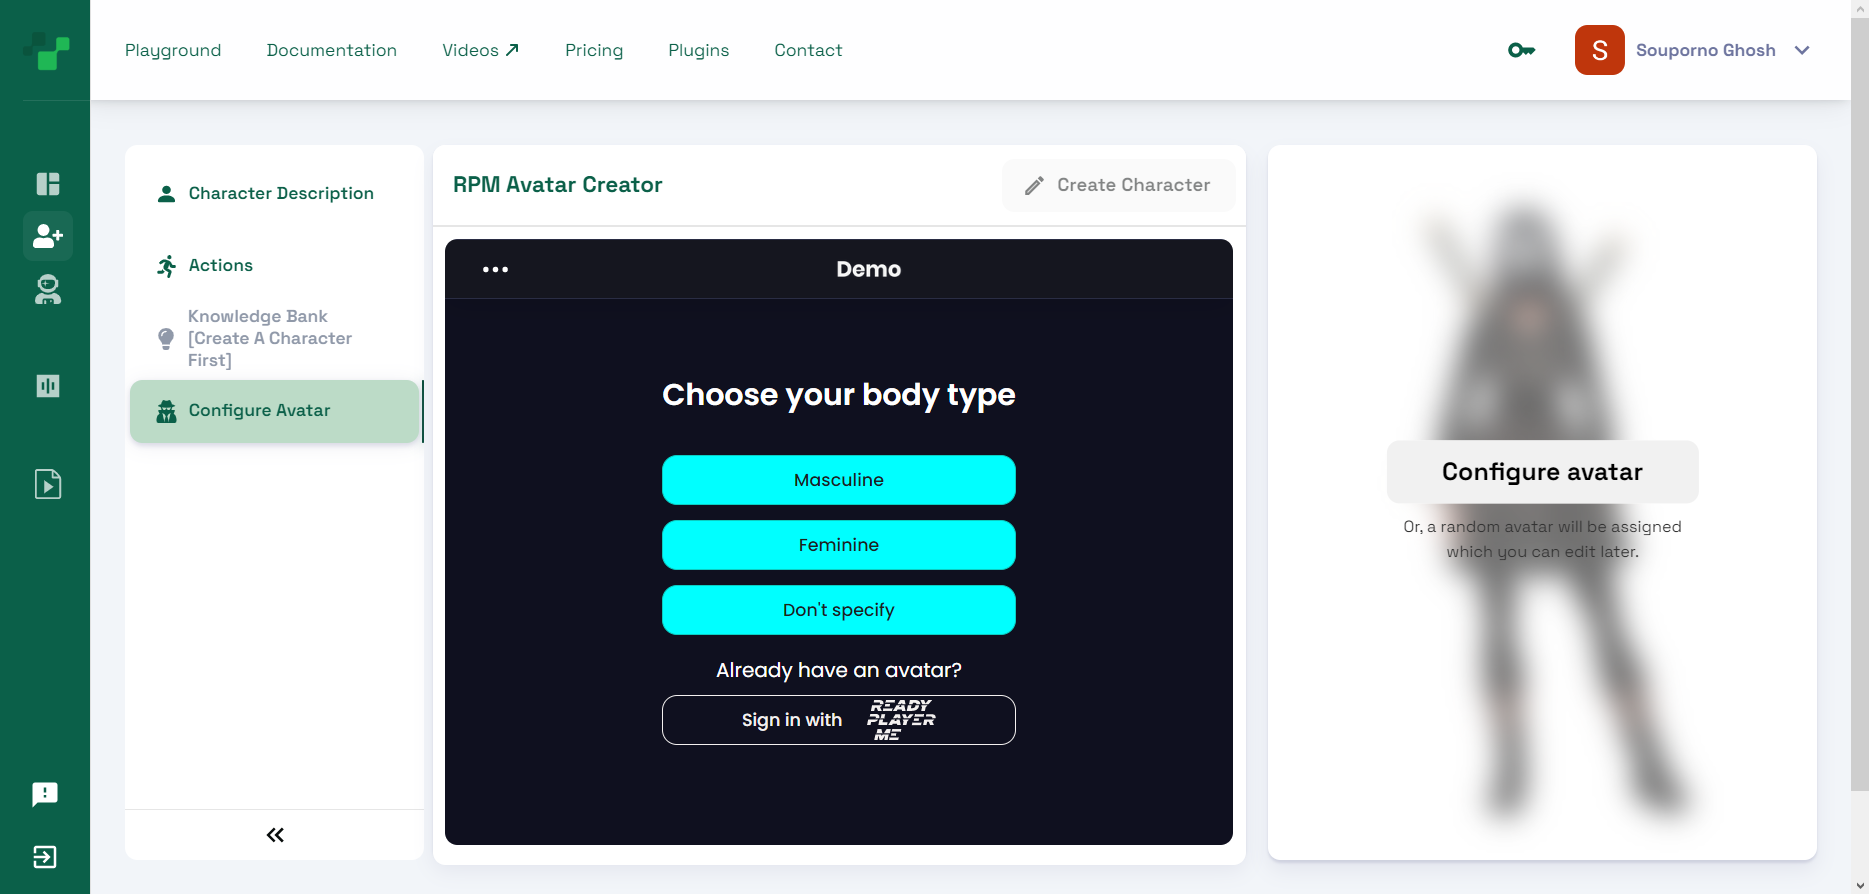 Playground
Documentation
Videos
Pricing
Plugins
Contact
S
Souporno Ghosh
Character Description
Actions
Knowledge Bank
[Create A Character
First]
Configure Avatar
RPM Avatar Creator
Create Character
Demo
Choose your body type
Masculine
Feminine
Don't specify
Already have an avatar?
Sign in with
READY
PLAYER
ME
Configure avatar
Or, a random avatar will be assigned
which you can edit later.